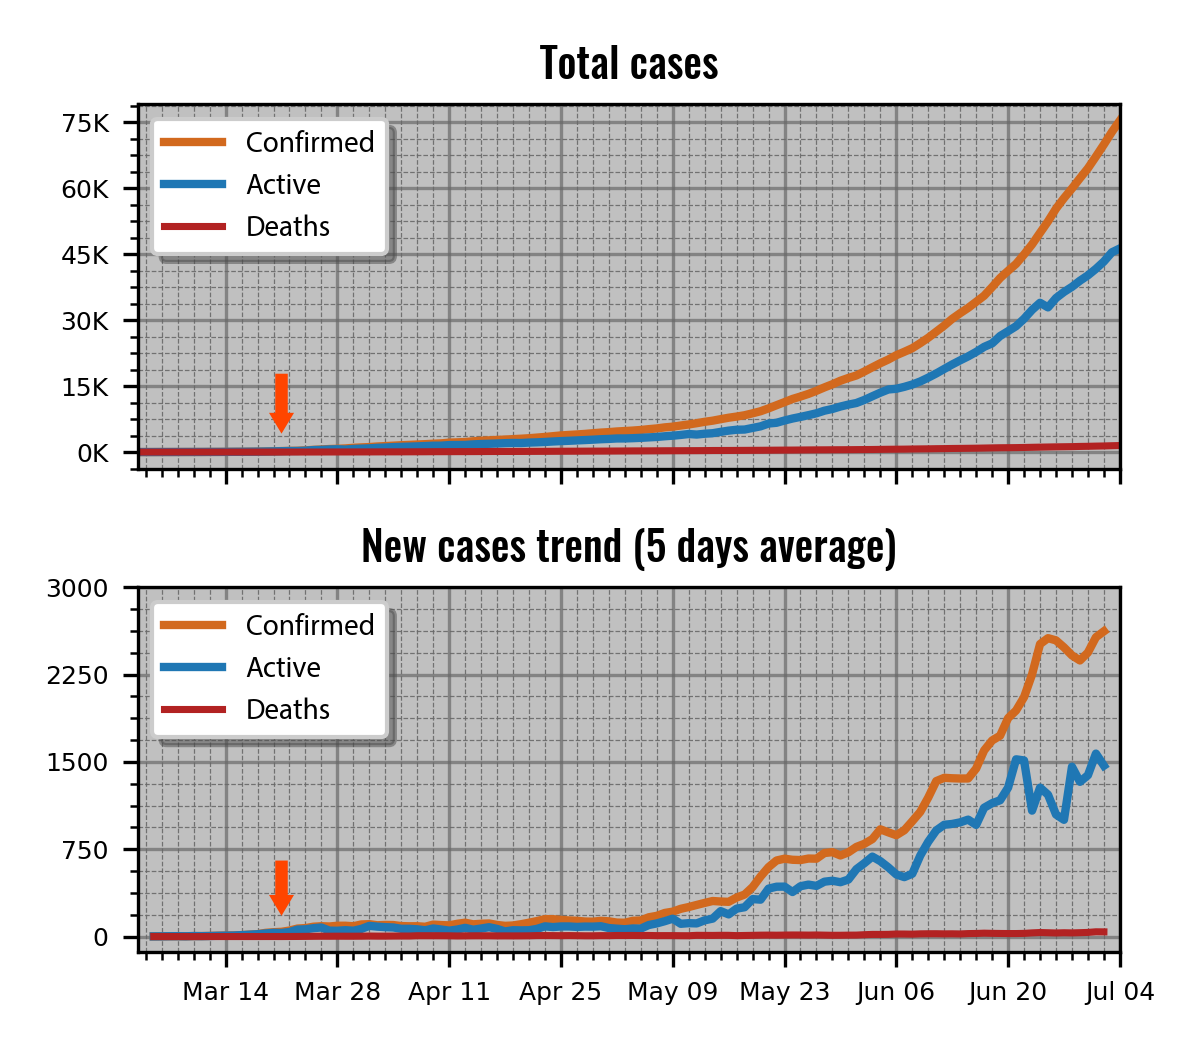 Total cases
75K
60K
45K
30K
15K
0K
Confirmed
Active
Deaths
New cases trend (5 days average)
3000
2250
1500
750
0
Confirmed
Active
Deaths
Mar 14 Mar 28 Apr 11 Apr 25 May 09 May 23 Jun 06 Jun 20 Jul 04